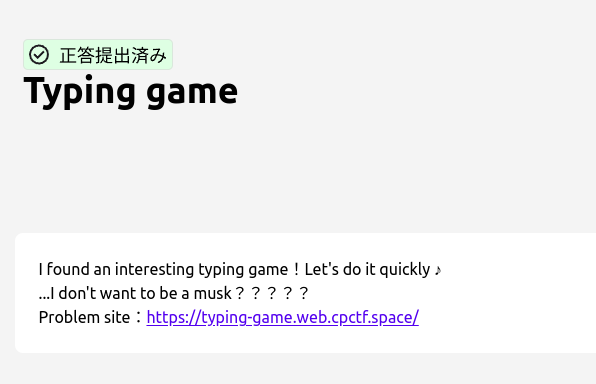 正答提出済み
Typing game
I found an interesting typing game！Let's do it quickly ♪
...I don't want to be a musk？？？？？
Problem site：https://typing-game.web.cpctf.space/